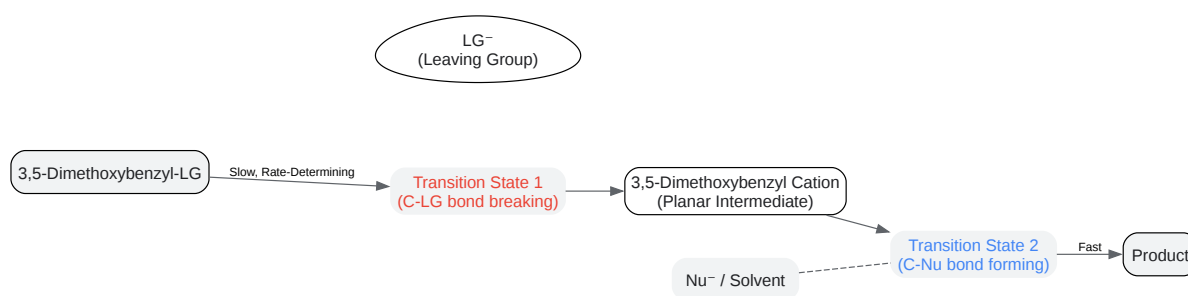 LG⁻
(Leaving Group)
3,5-Dimethoxybenzyl-LG
Slow, Rate-Determining
Transition State 1
(C-LG bond breaking)
3,5-Dimethoxybenzyl Cation
(Planar Intermediate)
Nu⁻ / Solvent
Transition State 2
(C-Nu bond forming)
Fast
Product